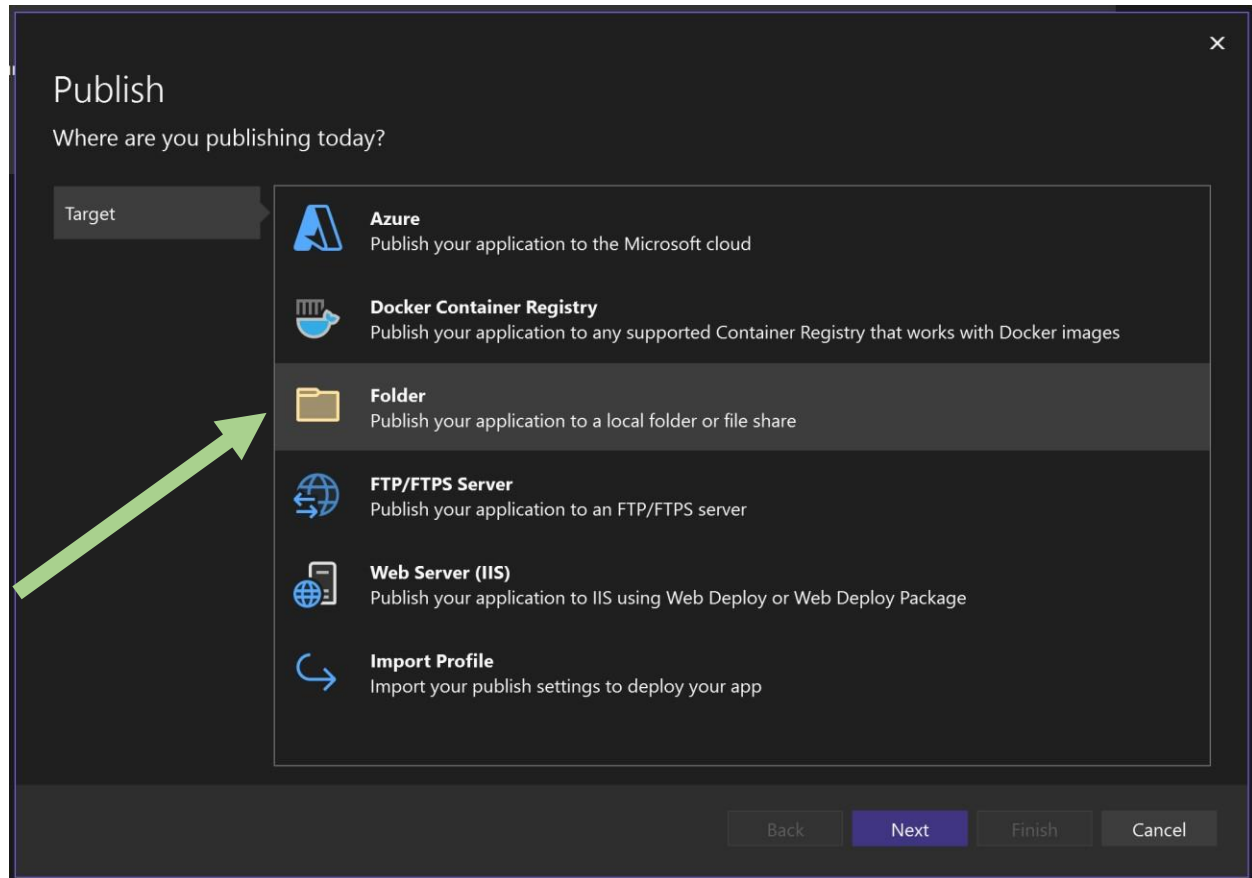 Publish
Where are you publishing today?
Target
Azure
Publish your application to the Microsoft cloud
Docker Container Registry
Publish your application to any supported Container Registry that works with Docker images
Folder
Publish your application to a local folder or file share
FTP/FTPS Server
Publish your application to an FTP/FTPS server
Web Server (IIS)
Publish your application to IIS using Web Deploy or Web Deploy Package
Import Profile
Import your publish settings to deploy your app
Back Next Finish Cancel